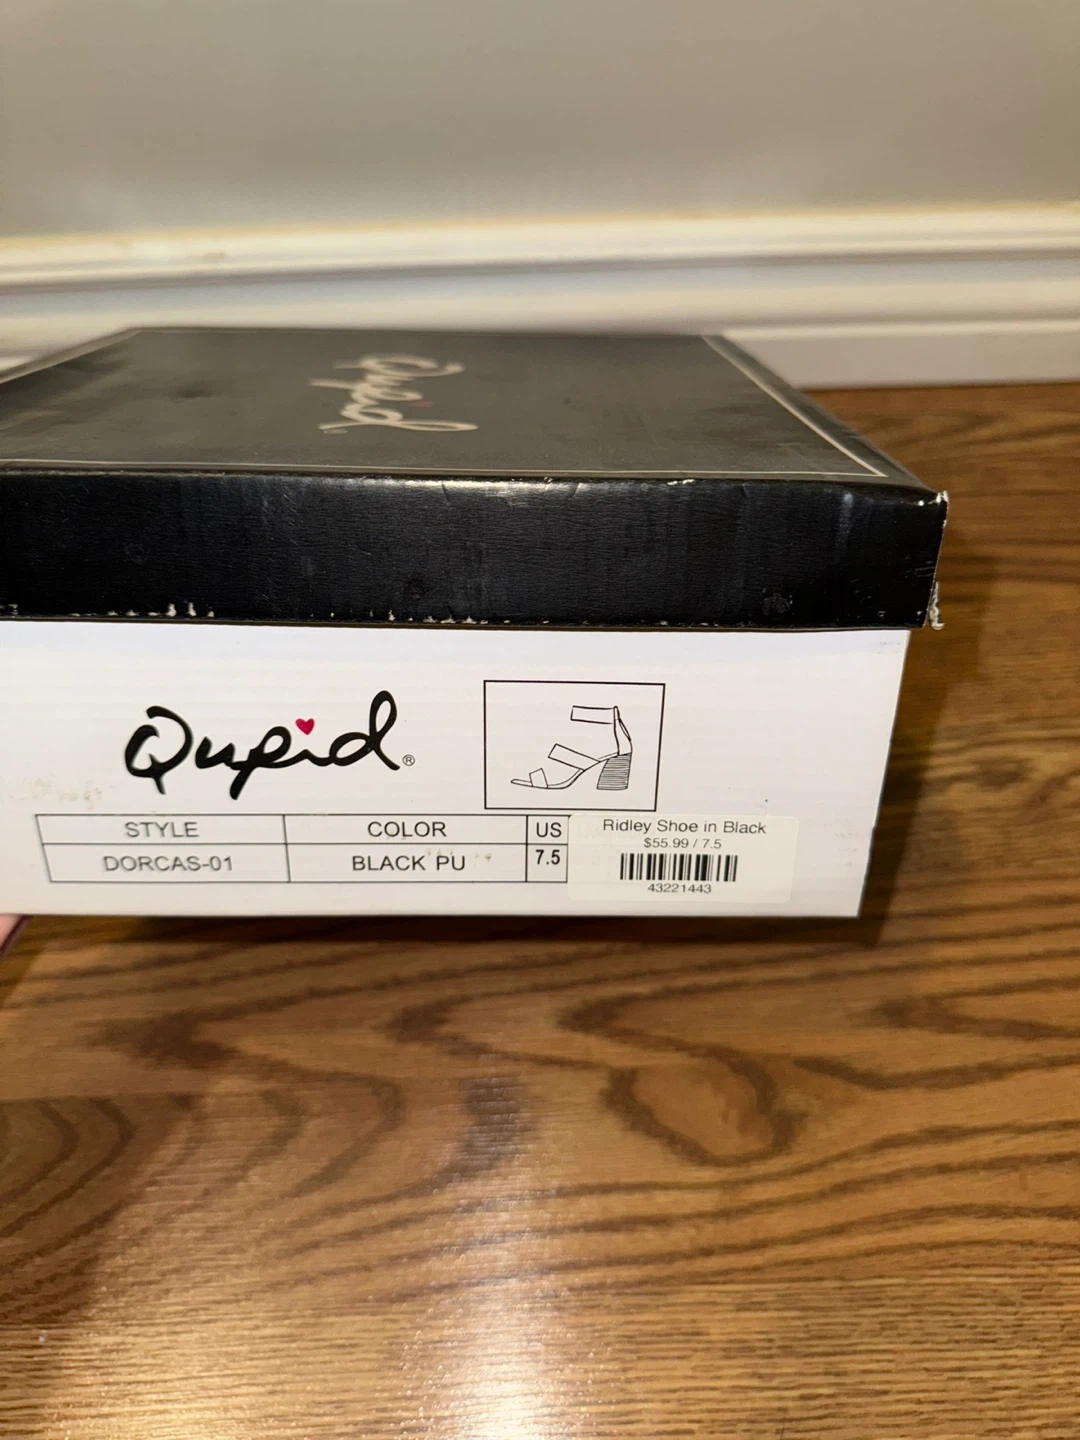 Qupid
Qupid®
STYLE COLOR US
DORCAS-01 BLACK PU 7.5
Ridley Shoe in Black
$55.99 / 7.5
43221443